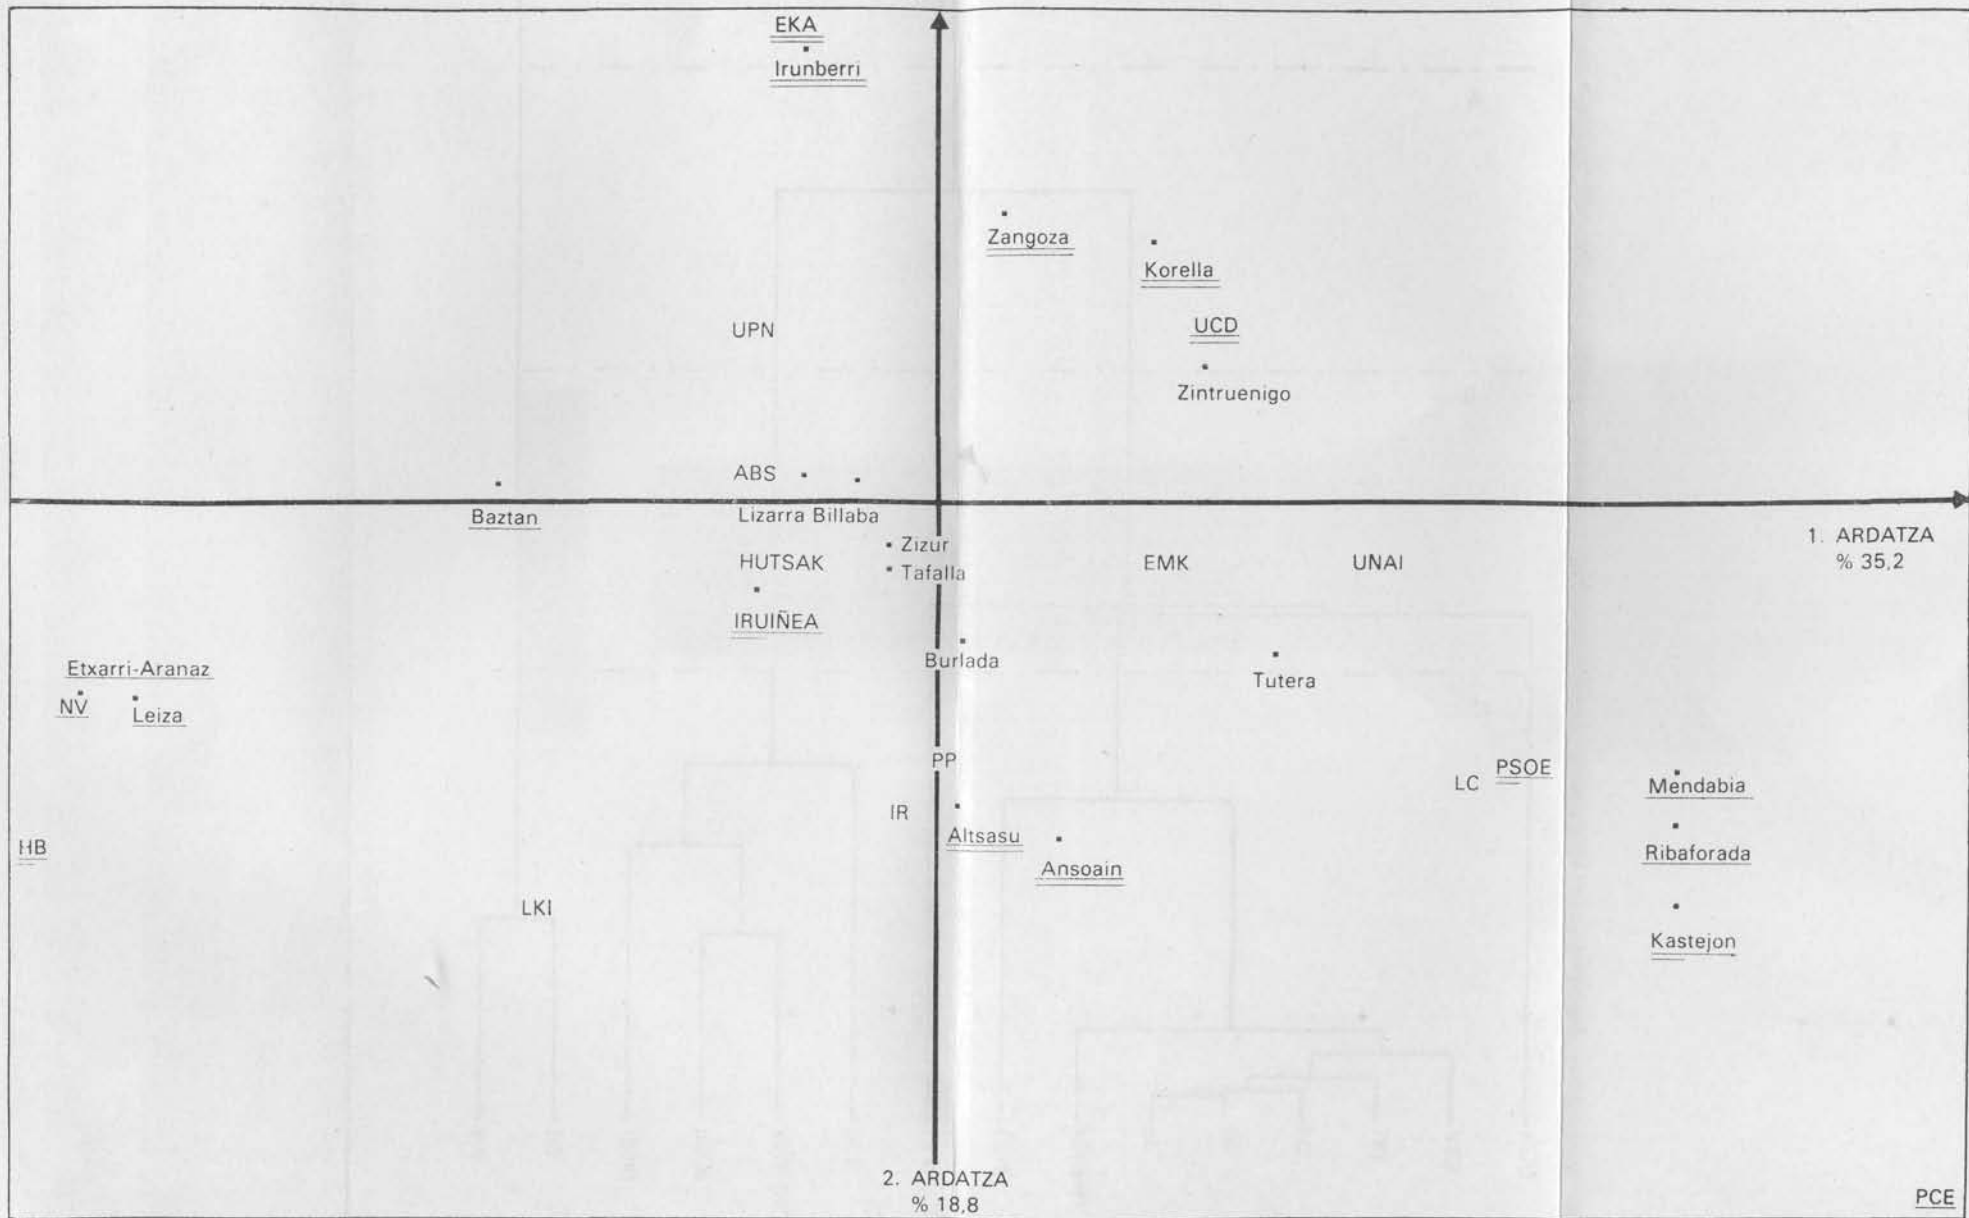 EKA
Irunberri
Zangoza
Korella
UPN
UCD
Zintruenigo
ABS
Baztan
Lizarra Billaba
1. ARDATZA
% 35,2
Zizur
HUTSAK
EMK
UNAI
Tafalla
IRUIÑEA
Burlada
Etxarri-Aranaz
Tutera
NV
Leiza
PP
LC
PSOE
Mendabia
IR
Altsasu
HB
Ansoain
Ribaforada
LKI
Kastejon
2. ARDATZA
% 18,8
PCE